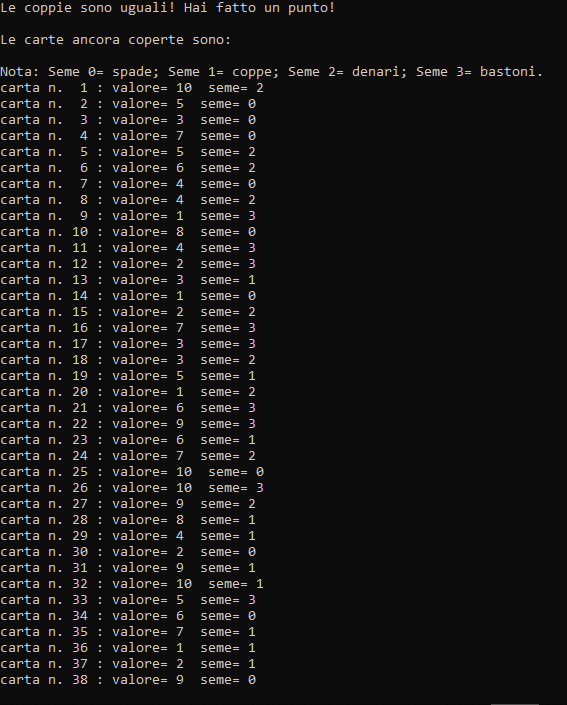 Le coppie sono uguali! Hai fatto un punto!
Le carte ancora coperte sono:
Nota: Seme 0= spade; Seme 1= coppe; Seme 2= denari; Seme 3= bastoni.
carta n.  1 : valore= 10  seme= 2
carta n.  2 : valore= 5  seme= 0
carta n.  3 : valore= 3  seme= 0
carta n.  4 : valore= 7  seme= 0
carta n.  5 : valore= 5  seme= 2
carta n.  6 : valore= 6  seme= 2
carta n.  7 : valore= 4  seme= 0
carta n.  8 : valore= 4  seme= 2
carta n.  9 : valore= 1  seme= 3
carta n. 10 : valore= 8  seme= 0
carta n. 11 : valore= 4  seme= 3
carta n. 12 : valore= 2  seme= 3
carta n. 13 : valore= 3  seme= 1
carta n. 14 : valore= 1  seme= 0
carta n. 15 : valore= 2  seme= 2
carta n. 16 : valore= 7  seme= 3
carta n. 17 : valore= 3  seme= 3
carta n. 18 : valore= 3  seme= 2
carta n. 19 : valore= 5  seme= 1
carta n. 20 : valore= 1  seme= 2
carta n. 21 : valore= 6  seme= 3
carta n. 22 : valore= 9  seme= 3
carta n. 23 : valore= 6  seme= 1
carta n. 24 : valore= 7  seme= 2
carta n. 25 : valore= 10  seme= 0
carta n. 26 : valore= 10  seme= 3
carta n. 27 : valore= 9  seme= 2
carta n. 28 : valore= 8  seme= 1
carta n. 29 : valore= 4  seme= 1
carta n. 30 : valore= 2  seme= 0
carta n. 31 : valore= 9  seme= 1
carta n. 32 : valore= 10  seme= 1
carta n. 33 : valore= 5  seme= 3
carta n. 34 : valore= 6  seme= 0
carta n. 35 : valore= 7  seme= 1
carta n. 36 : valore= 1  seme= 1
carta n. 37 : valore= 2  seme= 1
carta n. 38 : valore= 9  seme= 0